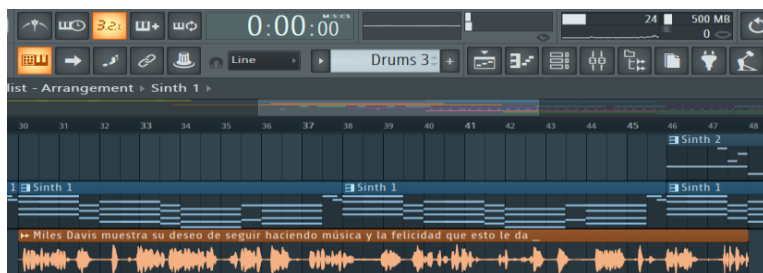 3.2.1
0:00:00
M:S:CS
24
500 MB
0
Line
Drums 3
+
list - Arrangement ▸ Sinth 1 ▸
30 31 32 33 34 35 36 37 38 39 40 41 42 43 44 45 46 47 48
Sinth 2
1 Sinth 1 Sinth 1 Sinth 1
Miles Davis muestra su deseo de seguir haciendo música y la felicidad que esto le da _